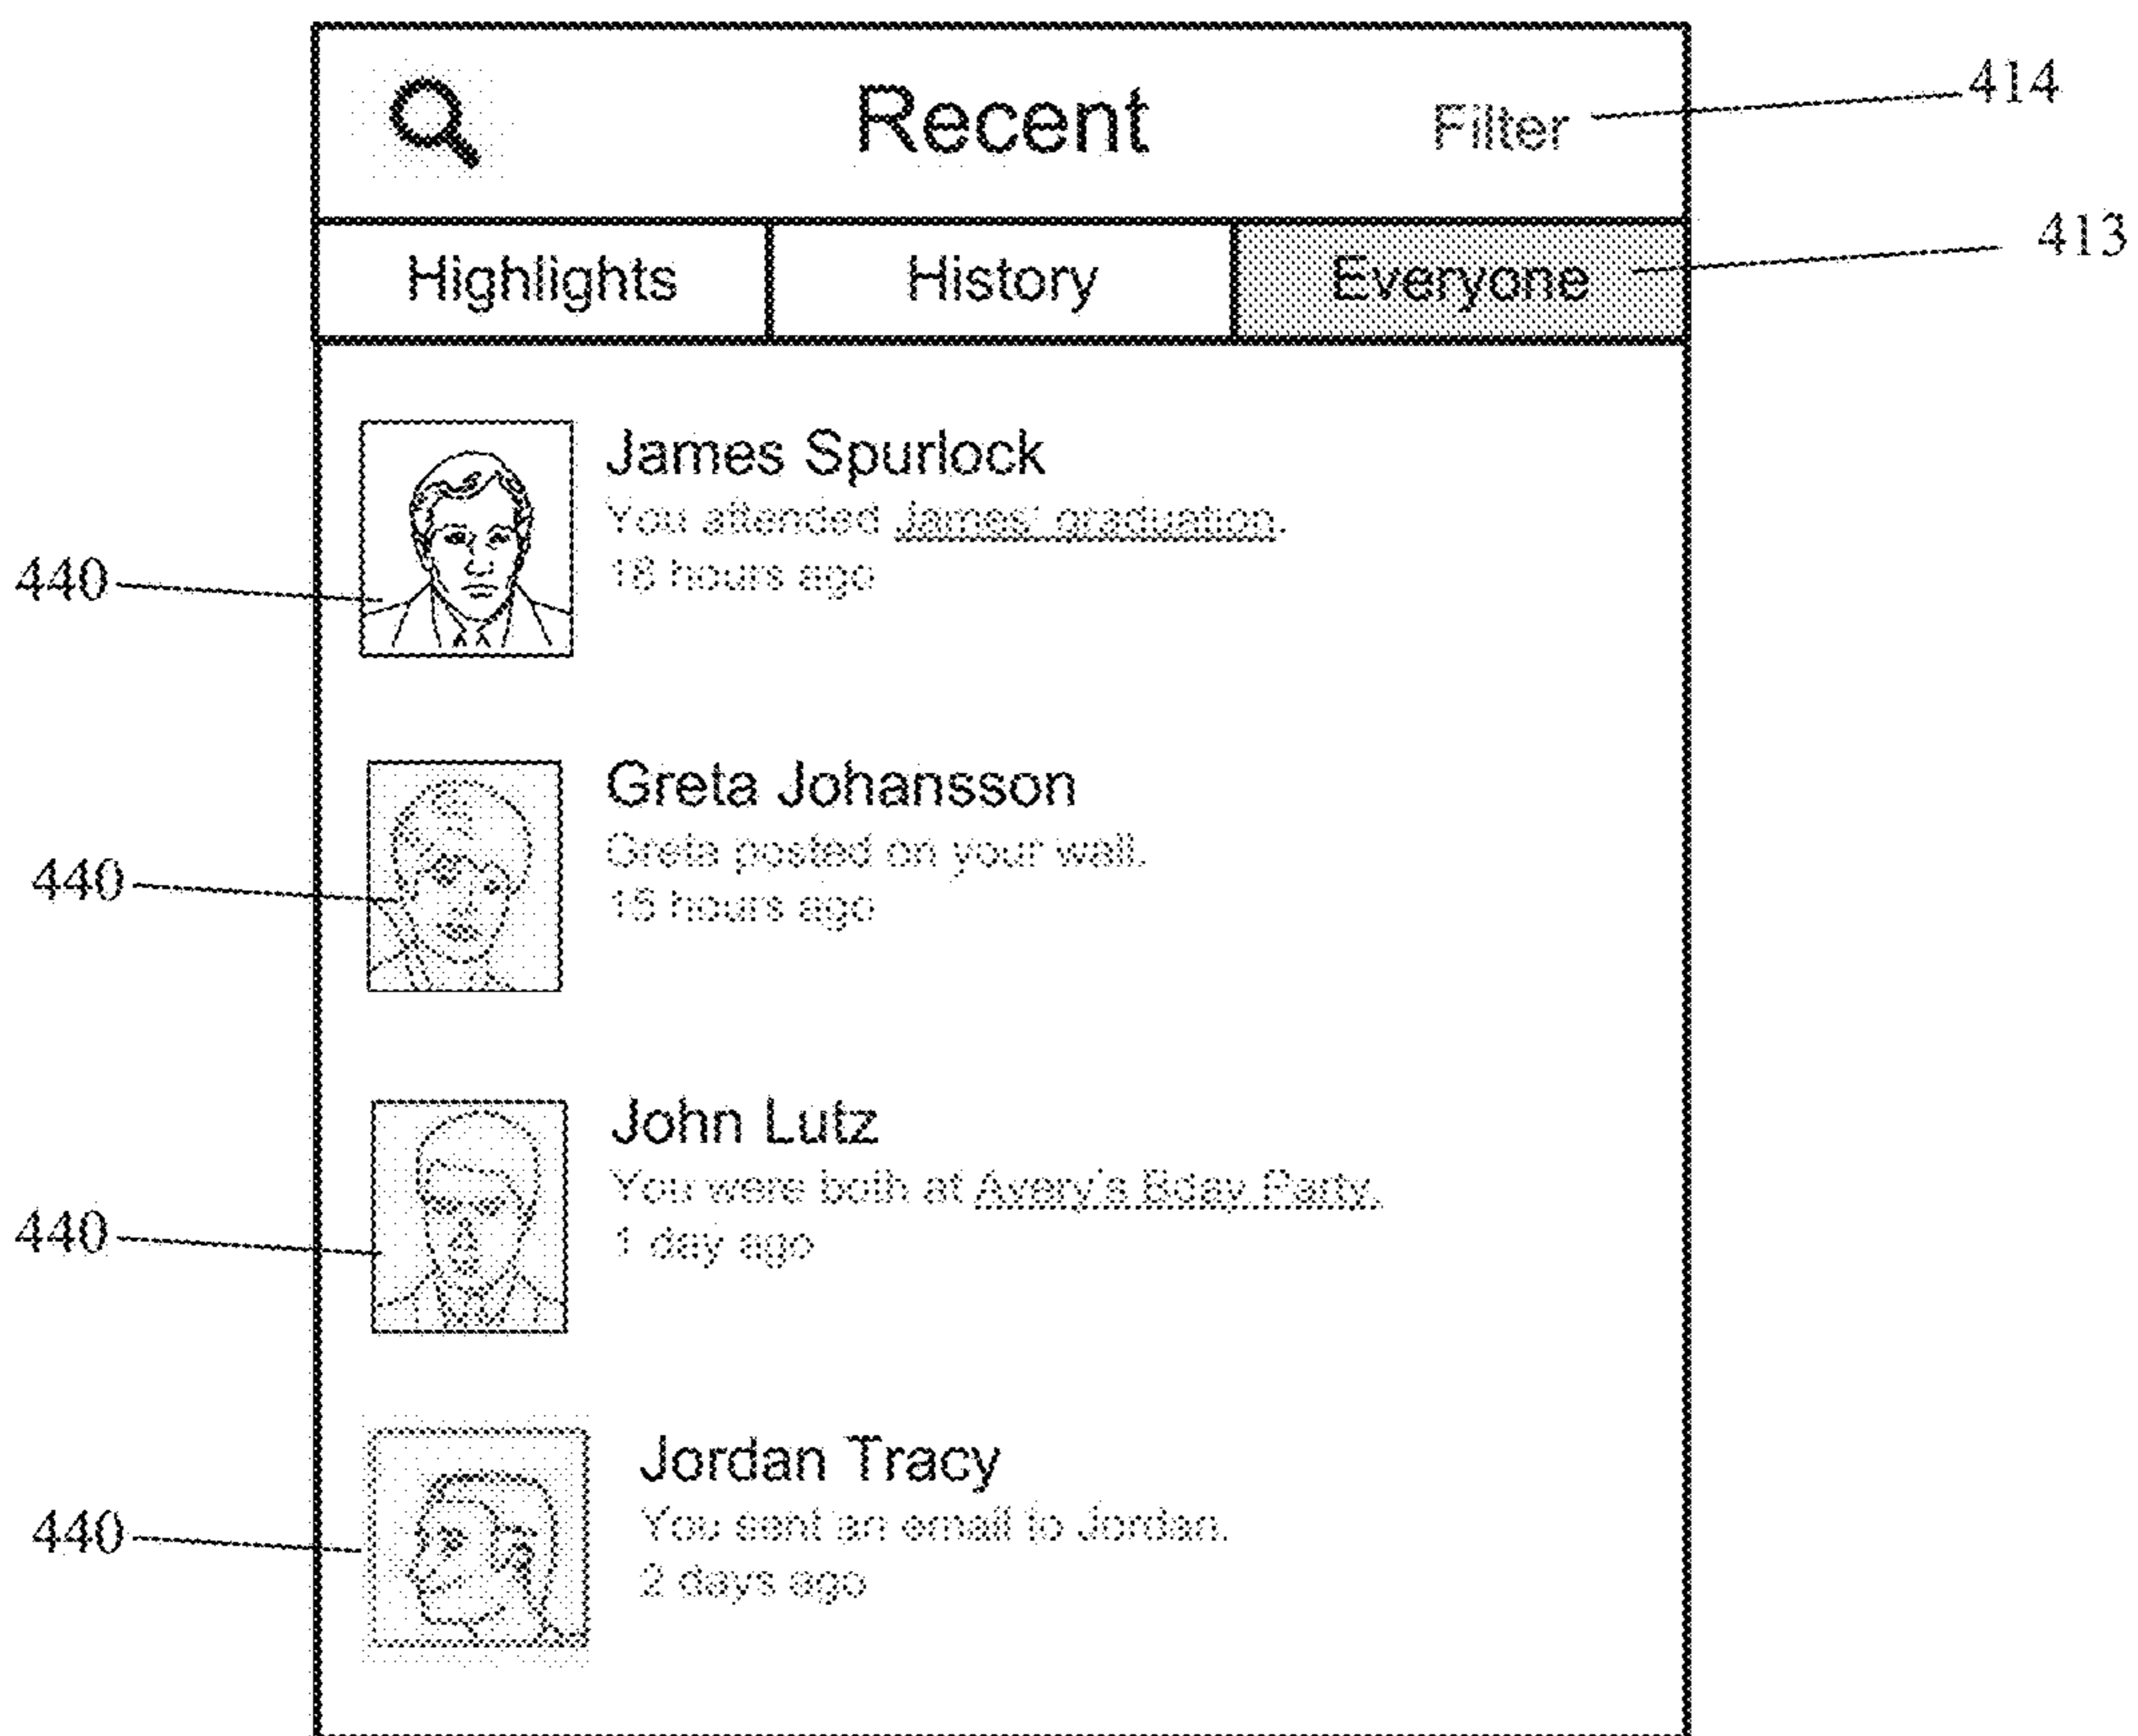 Recent
Filter
414
Highlights
History
Everyone
413
James Spurlock
You attended James' graduation.
hours ago
440
Greta Johansson
Greta posted on your wall.
hours ago
440
John Lutz
You were both at Avery's Bday Party.
1 day ago
440
Jordan Tracy
You sent an email to Jordan.
2 days ago
440